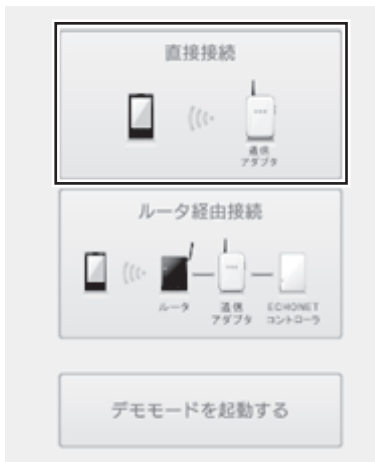 直接接続
通信
アダプタ
ルータ経由接続
ルータ
通信
アダプタ
ECHONET
コントローラ
デモモードを起動する